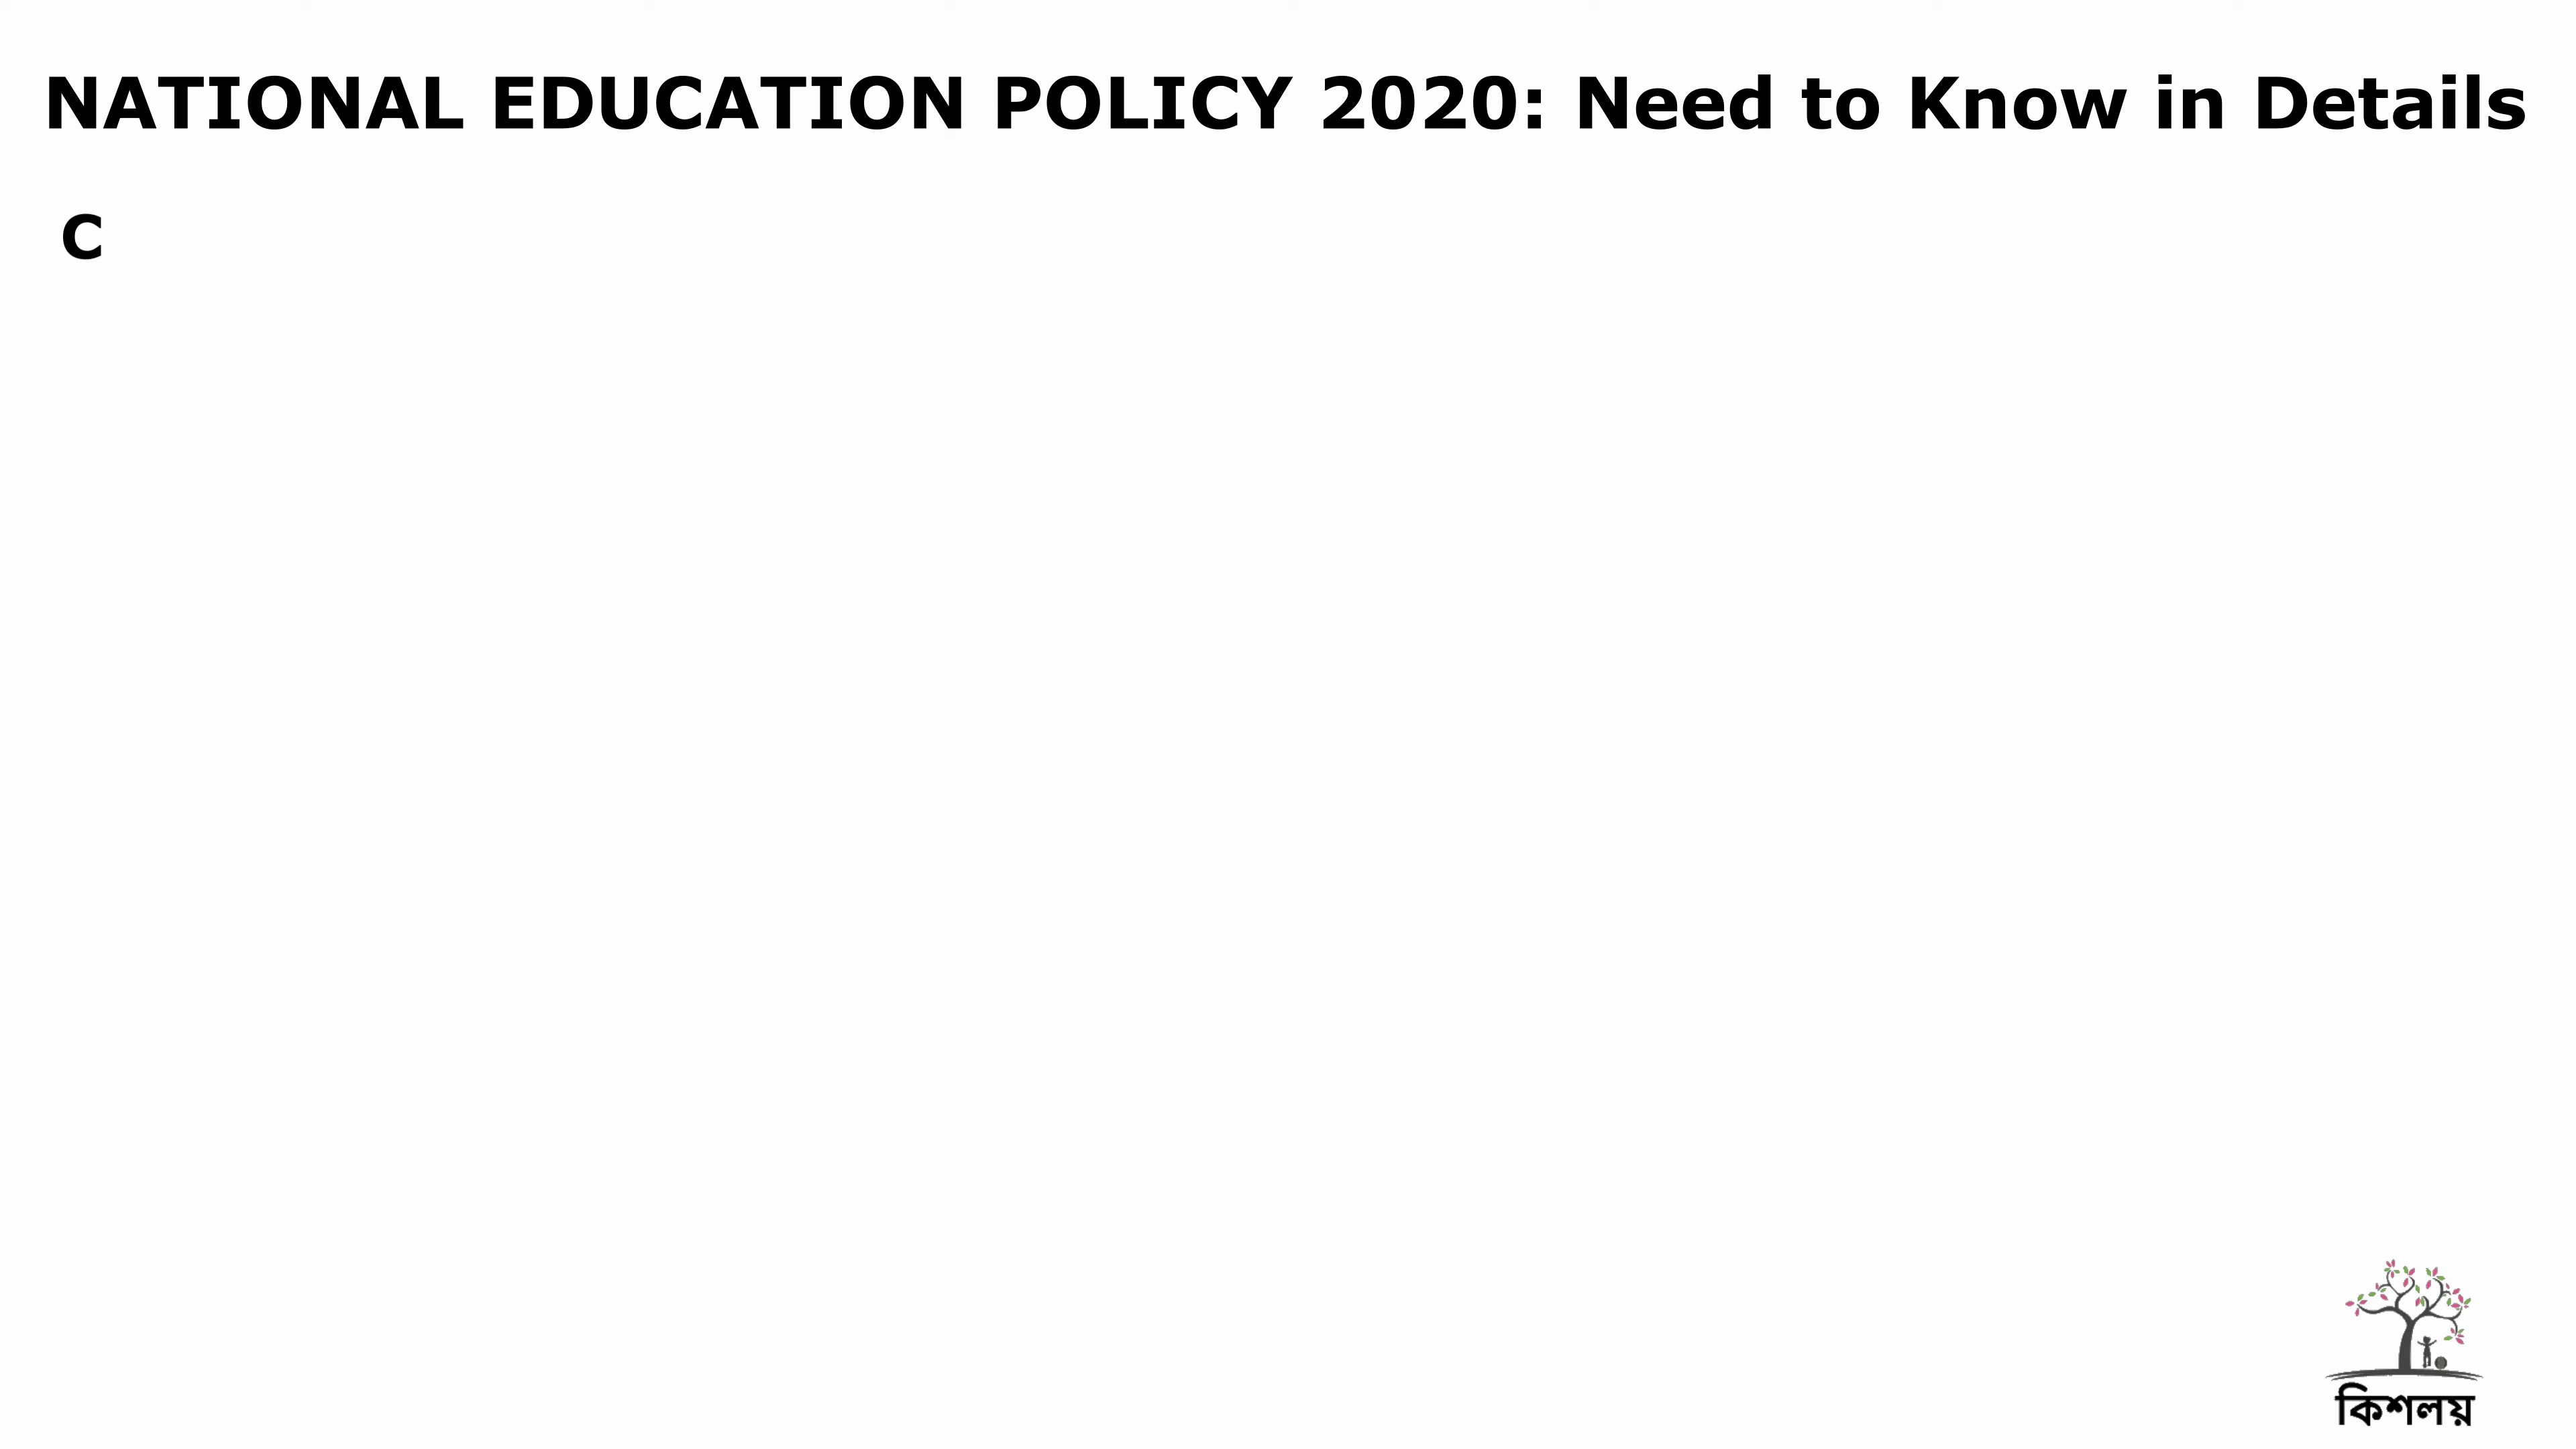 NATIONAL EDUCATION POLICY 2020: Need to Know in Details
C
কিশলয়